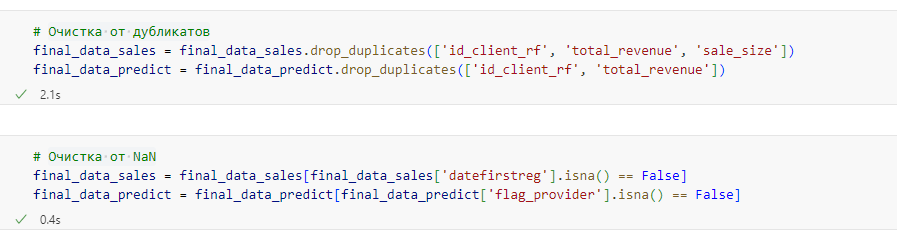 # Очистка от дубликатов
final_data_sales = final_data_sales.drop_duplicates(['id_client_rf', 'total_revenue', 'sale_size'])
final_data_predict = final_data_predict.drop_duplicates(['id_client_rf', 'total_revenue'])
2.1s
# Очистка от NaN
final_data_sales = final_data_sales[final_data_sales['datefirstreg'].isna() == False]
final_data_predict = final_data_predict[final_data_predict['flag_provider'].isna() == False]
0.4s